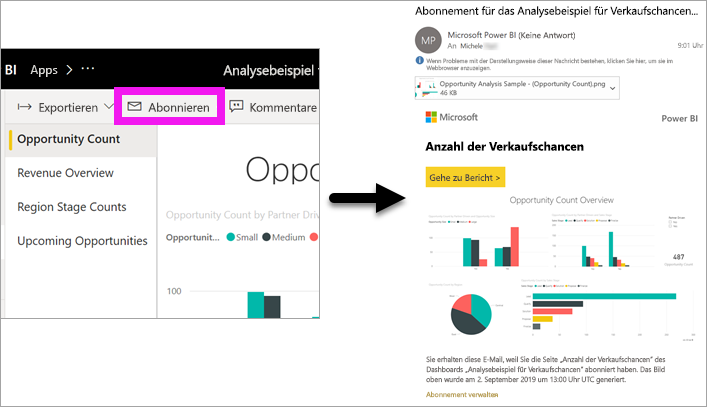 BI Apps > ··· Analysebeispiel
Exportieren Abonnieren Kommentare
Opportunity Count
Revenue Overview
Region Stage Counts
Upcoming Opportunities
Oppo
Opportunity Count by Partner Driv
Opportunit... Small Medium
100
Abonnement für das Analysebeispiel für Verkaufschancen...
MP
Microsoft Power BI (Keine Antwort)
An Michele
9:01 Uhr
Wenn Probleme mit der Darstellungsweise dieser Nachricht bestehen, klicken Sie hier, um sie im
Webbrowser anzuzeigen.
Opportunity Analysis Sample - (Opportunity Count).png
46 KB
Microsoft Power BI
Anzahl der Verkaufschancen
Gehe zu Bericht >
Opportunity Count Overview
487
Opportunity Count
Sie erhalten diese E-Mail, weil Sie die Seite „Anzahl der Verkaufschancen" des
Dashboards „Analysebeispiel für Verkaufschancen" abonniert haben. Das Bild
oben wurde am 2. September 2019 um 13:00 Uhr UTC generiert.
Abonnement verwalten